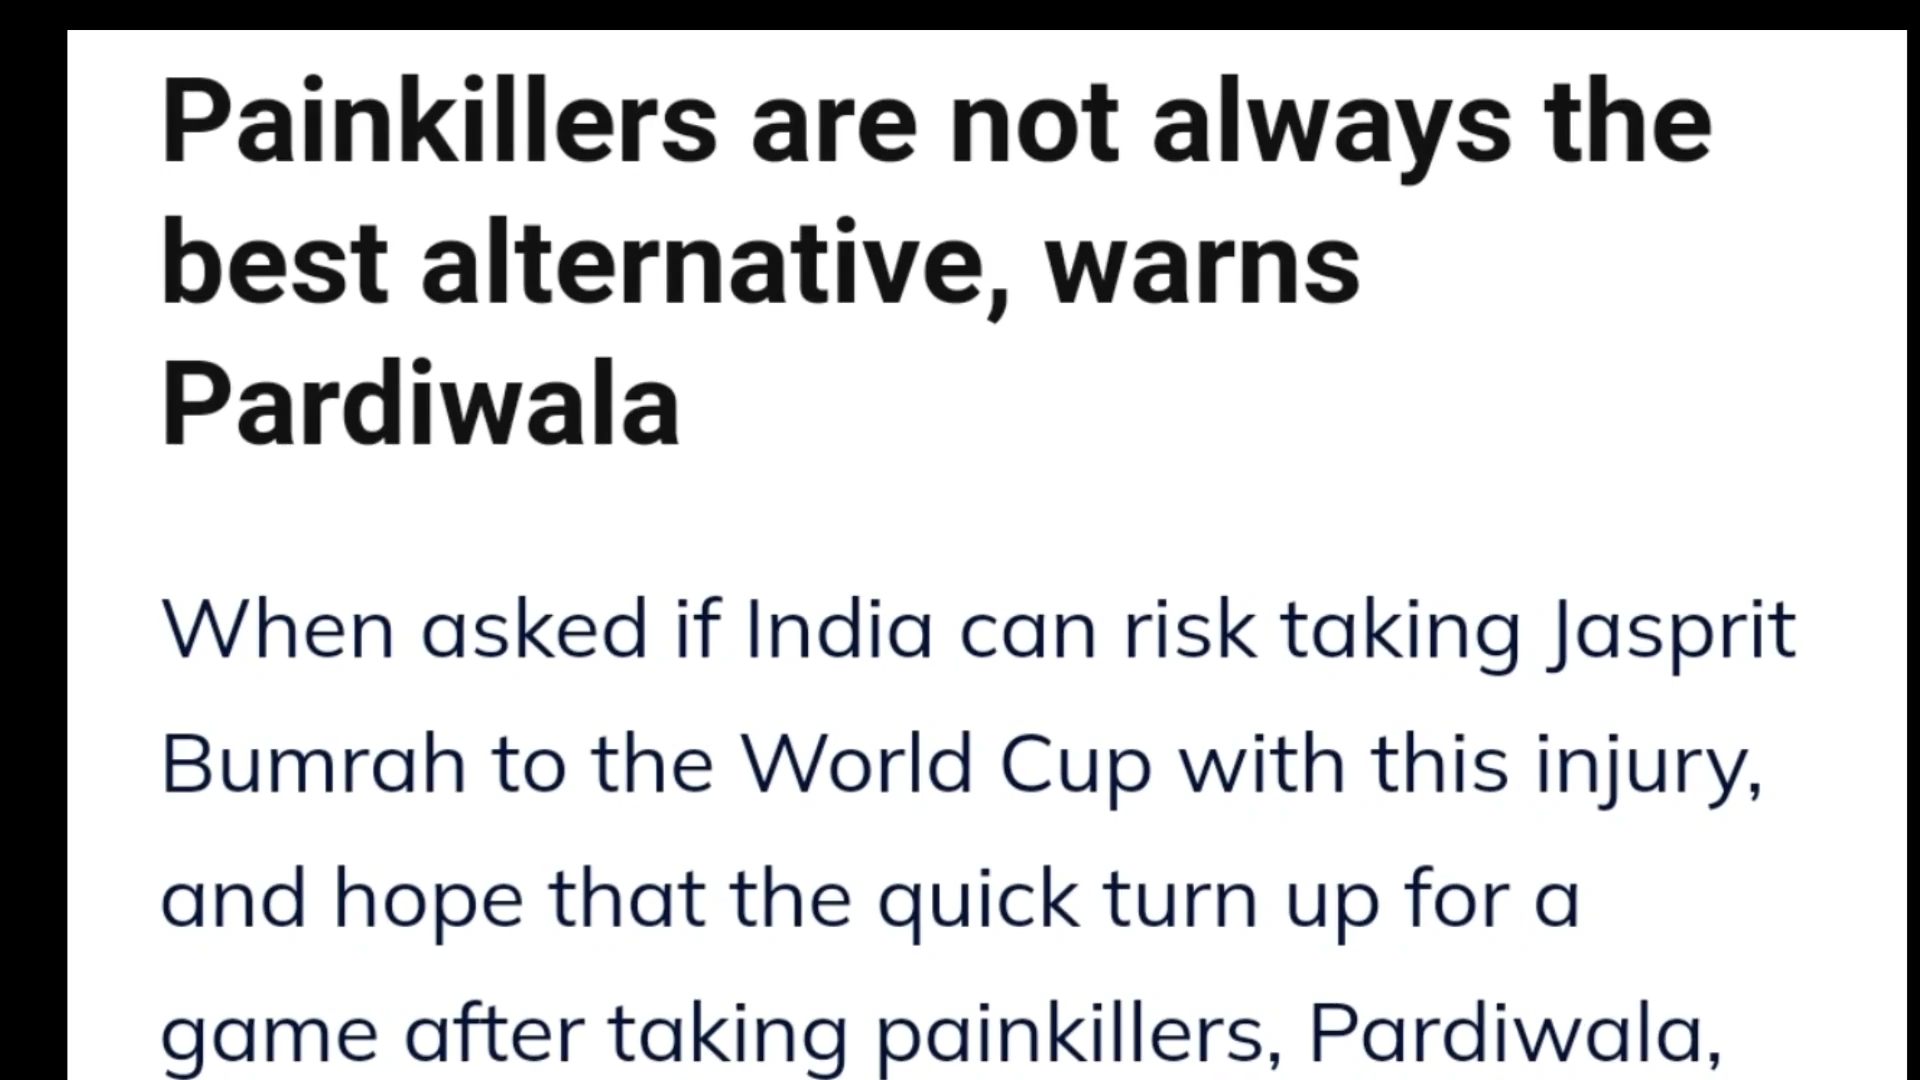 Painkillers are not always the
best alternative, warns
Pardiwala
When asked if India can risk taking Jasprit
Bumrah to the World Cup with this injury,
and hope that the quick turn up for a
game after taking painkillers, Pardiwala,